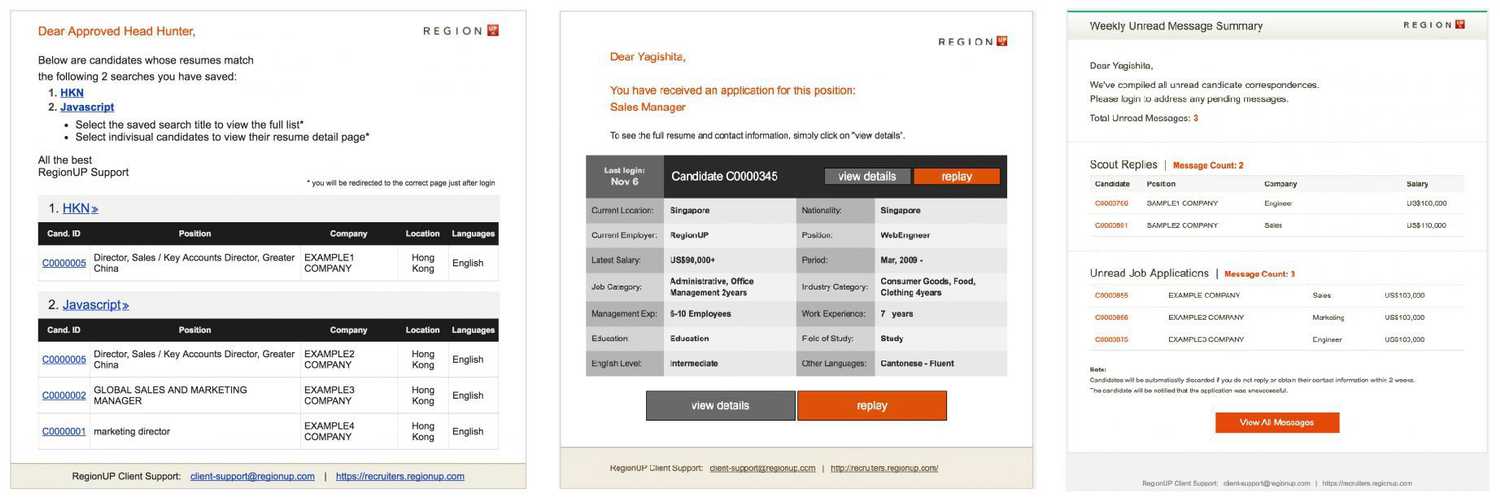 Dear Approved Head Hunter,
REGION UP
Below are candidates whose resumes match
the following 2 searches you have saved:
1. HKN
2. Javascript
• Select the saved search title to view the full list*
• Select indivisual candidates to view their resume detail page*
All the best
RegionUP Support
* you will be redirected to the correct page just after login
1. HKN»
Cand. ID Position Company Location Languages
C0000005 Director, Sales / Key Accounts Director, Greater China EXAMPLE1 COMPANY Hong Kong English
2. Javascript»
Cand. ID Position Company Location Languages
C0000005 Director, Sales / Key Accounts Director, Greater China EXAMPLE2 COMPANY Hong Kong English
C0000002 GLOBAL SALES AND MARKETING MANAGER EXAMPLE3 COMPANY Hong Kong English
C0000001 marketing director EXAMPLE4 COMPANY Hong Kong English
RegionUP Client Support: client-support@regionup.com | https://recruiters.regionup.com
REGION UP
Dear Yagishita,
You have received an application for this position:
Sales Manager
To see the full resume and contact information, simply click on "view details".
Last login: Nov 6 Candidate C0000345 view details replay
Current Location: Singapore Nationality: Singapore
Current Employer: RegionUP Position: WebEngneer
Latest Salary: US$90,000+ Period: Mar, 2009 -
Job Category: Administrative, Office Management 2years Industry Category: Consumer Goods, Food, Clothing 4years
Management Exp: 6-10 Employees Work Experience: 7 years
Education Education Field of Study: Study
English Level: Intermediate Other Languages: Cantonese - Fluent
view details replay
RegionUP Client Support: client-support@regionup.com | http://recruiters.regionup.com/
Weekly Unread Message Summary
REGION UP
Dear Yagishita,
We've compiled all unread candicate correspondences.
Please login to address any pending messages.
Total Unread Messages: 3
Scout Replies | Message Count: 2
Candidate Position Company Salary
C0000700 SAMPLE1 COMPANY Engineer US$100,000
SAMPLE2 COMPANY Sales US$110,000
Unread Job Applications | Message Count: 3
EXAMPLE COMPANY Sales US$100,000
EXAMPLE2 COMPANY Marketing US$100,000
EXAMPLE3 COMPANY Engineer US$100,000
Note:
Candidates will be automatically discarded if you do not reply or obtain their contact information within 2 weeks.
The candidate will be notified that the application was unsuccessful.
View All Messages
RegionUP Client Support: client-support@regionup.com | https://recruiters.regionup.com